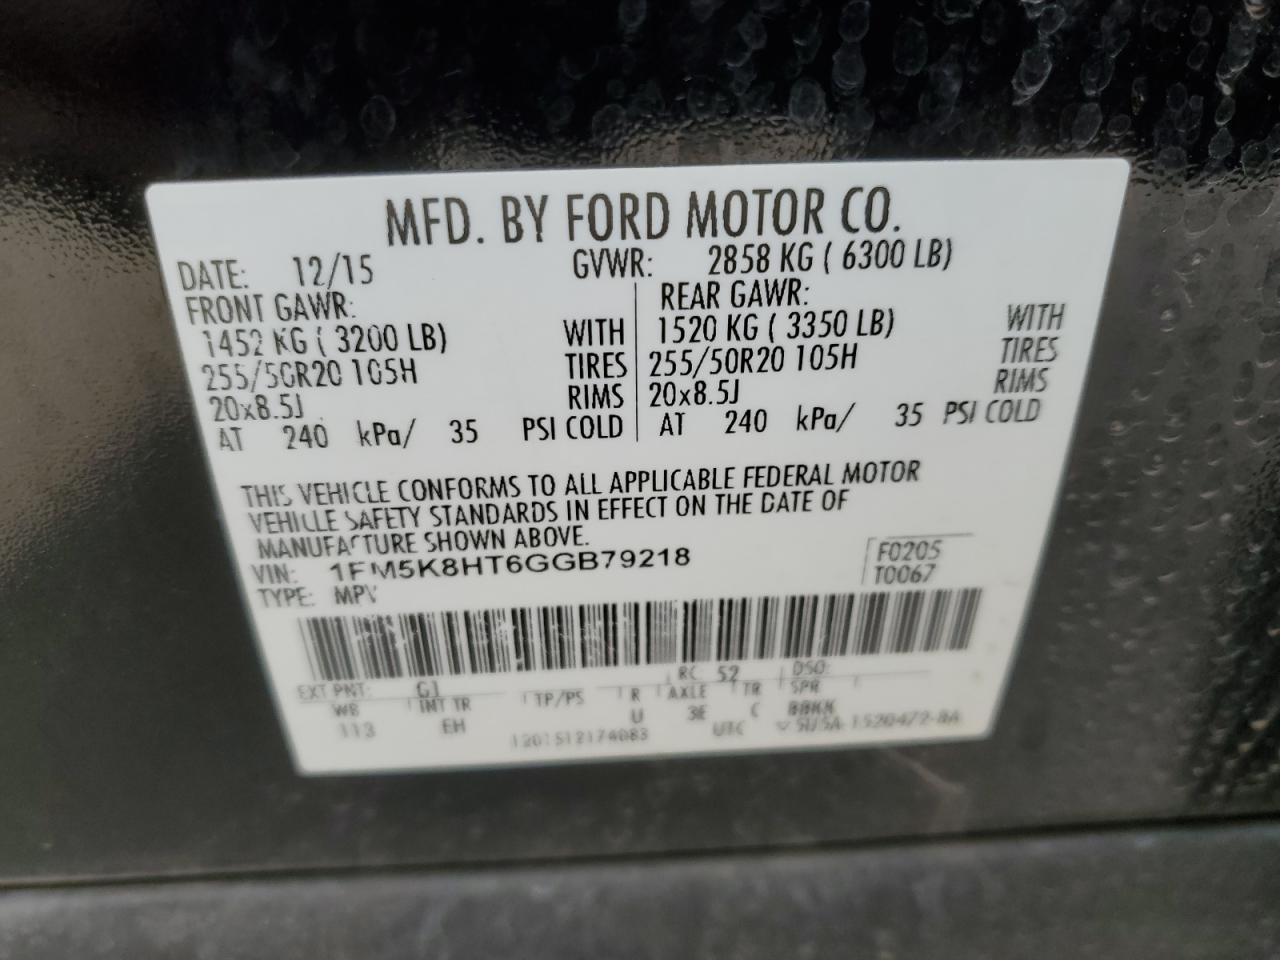 MFD. BY FORD MOTOR CO.
DATE: 12/15 GVWR: 2858 KG ( 6300 LB)
FRONT GAWR: REAR GAWR:
1452 KG ( 3200 LB) WITH 1520 KG ( 3350 LB) WITH
255/50R20 105H TIRES 255/50R20 105H TIRES
20x8.5J RIMS 20x8.5J RIMS
AT 240 kPa/ 35 PSI COLD AT 240 kPa/ 35 PSI COLD
THIS VEHICLE CONFORMS TO ALL APPLICABLE FEDERAL MOTOR
VEHICLE SAFETY STANDARDS IN EFFECT ON THE DATE OF
MANUFACTURE SHOWN ABOVE.
VIN: 1FM5K8HT6GGB79218 F0205
TYPE: MPV T0067
EXT PNT: G1 RC: 52 DSO:
WB INT TR TP/PS R AXLE TR SPR
113 EH U 3E C
1201512174083 UTC